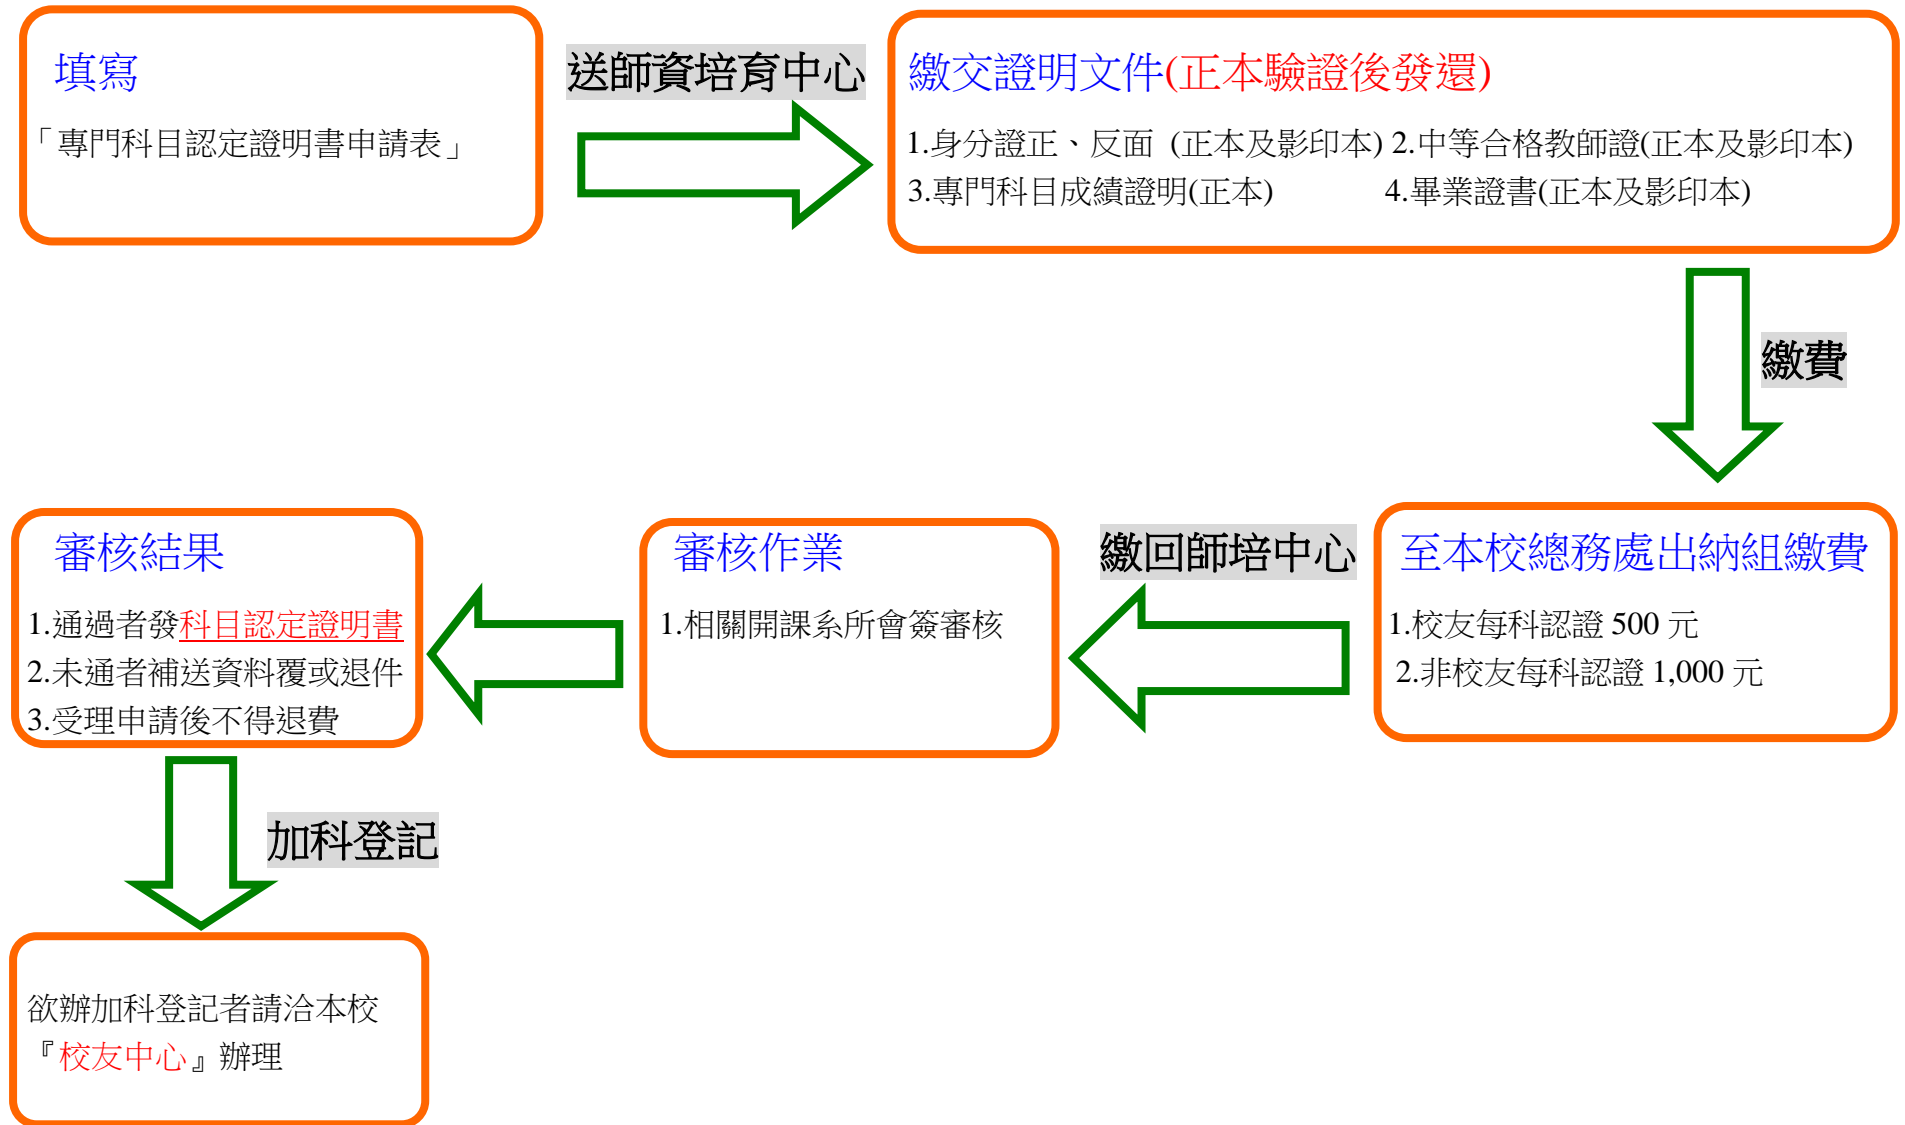 填寫
「專門科目認定證明書申請表」
送師資培育中心
繳交證明文件(正本驗證後發還)
1.身分證正、反面 (正本及影印本) 2.中等合格教師證(正本及影印本)
3.專門科目成績證明(正本) 4.畢業證書(正本及影印本)
繳費
至本校總務處出納組繳費
1.校友每科認證 500 元
2.非校友每科認證 1,000 元
繳回師培中心
審核作業
1.相關開課系所會簽審核
審核結果
1.通過者發科目認定證明書
2.未通者補送資料覆或退件
3.受理申請後不得退費
加科登記
欲辦加科登記者請洽本校
『校友中心』辦理